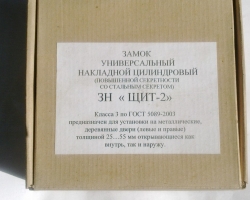 ЗАМОК
УНИВЕРСАЛЬНЫЙ
НАКЛАДНОЙ ЦИЛИНДРОВЫЙ
(ПОВЫШЕННОЙ СЕКРЕТНОСТИ
СО СТАЛЬНЫМ СЕКРЕТОМ)
ЗН « ЩИТ-2»
Класса 3 по ГОСТ 5089-2003
предназначен для установки на металлические,
деревянные двери (левые и правые)
толщиной 25…55 мм открывающиеся как
внутрь, так и наружу.